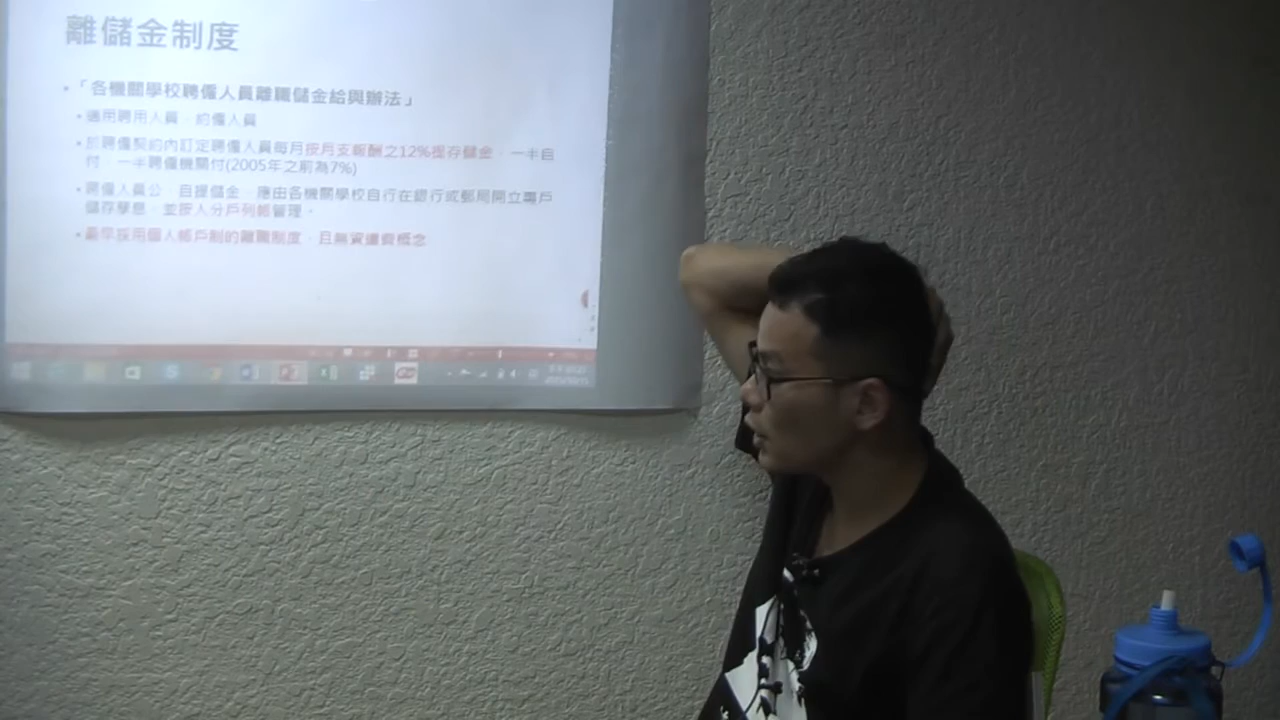 離儲金制度
•「各機關學校聘僱人員離職儲金給與辦法」
•適用聘用人員、約僱人員
•於聘僱契約內訂定聘僱人員每月按月支報酬之12%提存儲金，一半自
付、一半聘僱機關付(2005年之前為7%)
•聘僱人員公、自提儲金，應由各機關學校自行在銀行或郵局開立專戶
儲存孳息，並按人分戶列帳管理。
•最早採用個人帳戶制的離職制度，且無資遣費概念